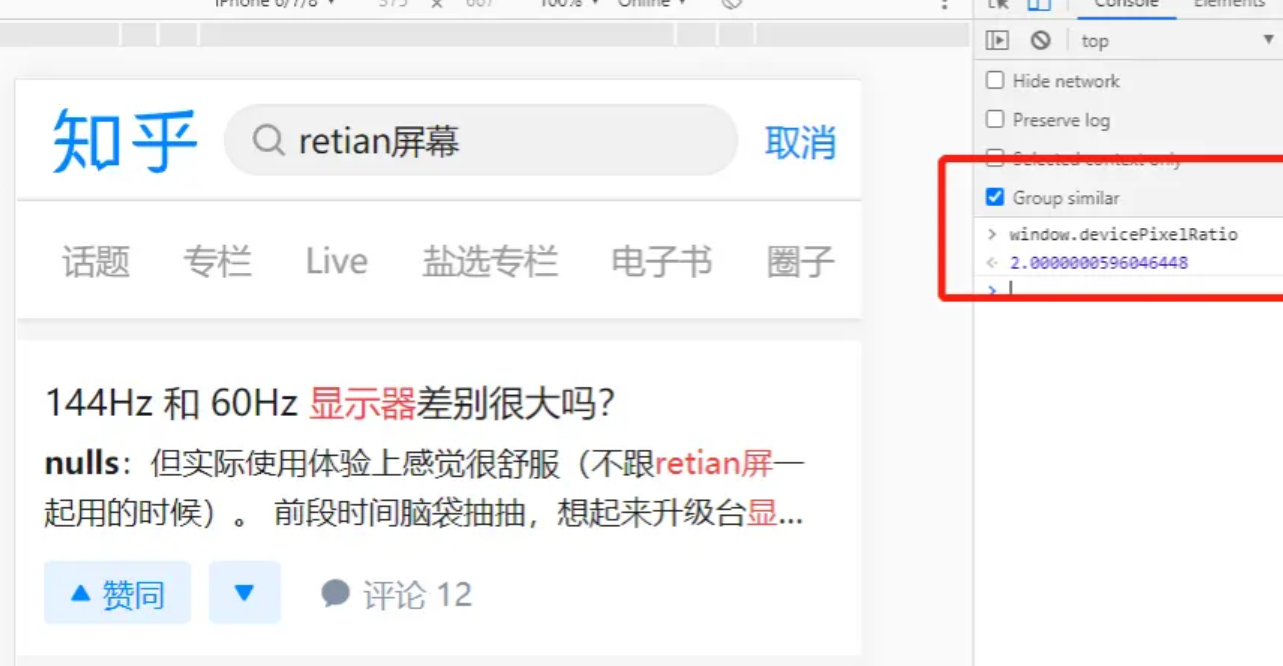 iPhone 6/7/8 375 × 667 100% Online
Console Elements
top
Hide network
Preserve log
Selected context only
Group similar
> window.devicePixelRatio
2.0000000596046448
>
知乎 retian屏幕 取消
话题 专栏 Live 盐选专栏 电子书 圈子
144Hz 和 60Hz 显示器差别很大吗？
nulls：但实际使用体验上感觉很舒服（不跟retian屏一
起用的时候）。 前段时间脑袋抽抽，想起来升级台显...
赞同 评论 12